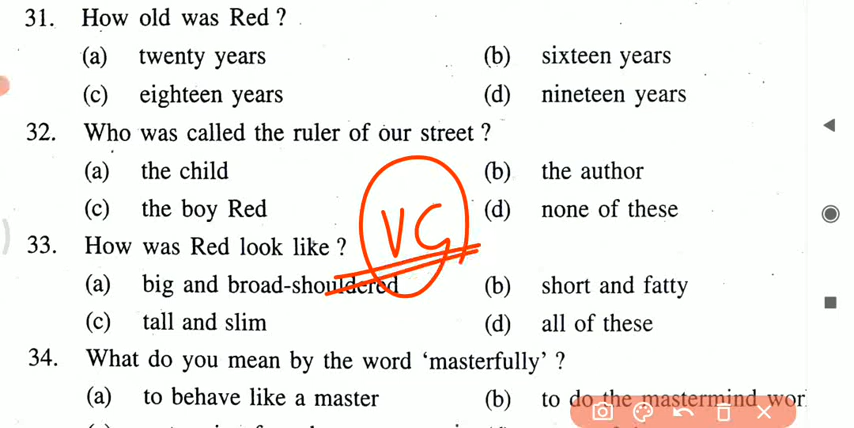 31. How old was Red ?
(a) twenty years (b) sixteen years
(c) eighteen years (d) nineteen years
32. Who was called the ruler of our street ?
(a) the child (b) the author
(c) the boy Red (d) none of these
33. How was Red look like ?
VG
(a) big and broad-shouldered (b) short and fatty
(c) tall and slim (d) all of these
34. What do you mean by the word ‘masterfully’ ?
(a) to behave like a master (b) to do the mastermind wor